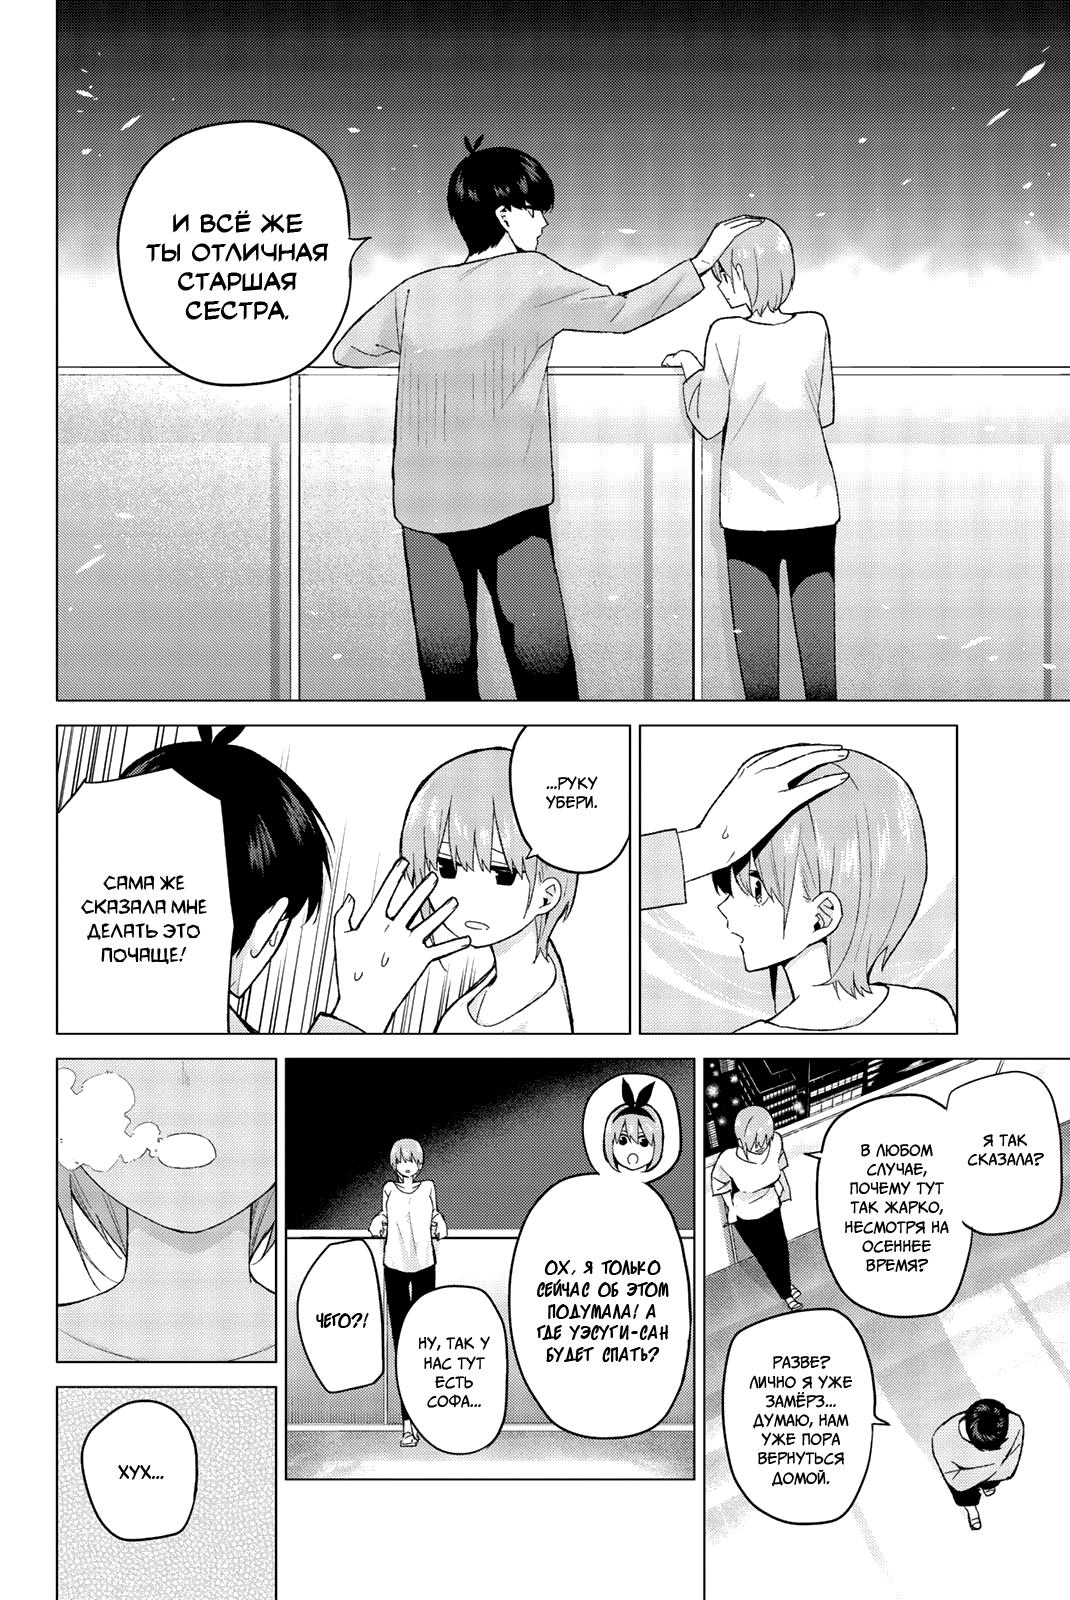 И ВСЁ ЖЕ
ТЫ ОТЛИЧНАЯ
СТАРШАЯ
СЕСТРА.
...РУКУ
УБЕРИ.
САМА ЖЕ
СКАЗАЛА МНЕ
ДЕЛАТЬ ЭТО
ПОЧАЩЕ!
Я ТАК
СКАЗАЛА?
В ЛЮБОМ
СЛУЧАЕ,
ПОЧЕМУ ТУТ
ТАК ЖАРКО,
НЕСМОТРЯ НА
ОСЕННЕЕ
ВРЕМЯ?
РАЗВЕ?
ЛИЧНО Я УЖЕ
ЗАМЁРЗ...
ДУМАЮ, НАМ
УЖЕ ПОРА
ВЕРНУТЬСЯ
ДОМОЙ.
ОХ, Я ТОЛЬКО
СЕЙЧАС ОБ ЭТОМ
ПОДУМАЛА! А
ГДЕ УЭСУГИ-САН
БУДЕТ СПАТЬ?
НУ, ТАК У
НАС ТУТ
ЕСТЬ
СОФА...
ЧЕГО?!
ХУХ...